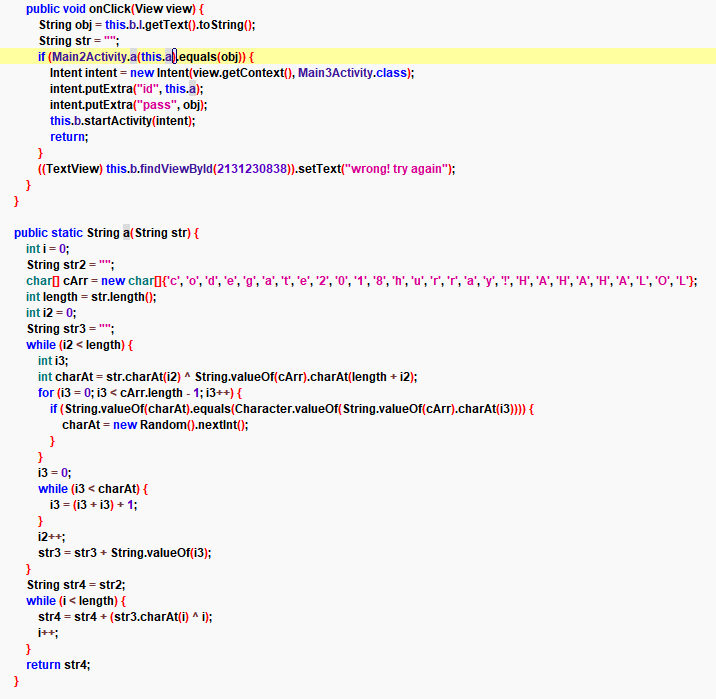 public void onClick(View view) {
String obj = this.b.l.getText().toString();
String str = "";
if (Main2Activity.a(this.a).equals(obj)) {
Intent intent = new Intent(view.getContext(), Main3Activity.class);
intent.putExtra("id", this.a);
intent.putExtra("pass", obj);
this.b.startActivity(intent);
return;
}
((TextView) this.b.findViewById(2131230838)).setText("wrong! try again");
}
}
public static String a(String str) {
int i = 0;
String str2 = "";
char[] cArr = new char[]{'c', 'o', 'd', 'e', 'g', 'a', 't', 'e', '2', '0', '1', '8', 'h', 'u', 'r', 'r', 'a', 'y', '!', 'H', 'A', 'H', 'A', 'H', 'A', 'L', 'O', 'L'};
int length = str.length();
int i2 = 0;
String str3 = "";
while (i2 < length) {
int i3;
int charAt = str.charAt(i2) ^ String.valueOf(cArr).charAt(length + i2);
for (i3 = 0; i3 < cArr.length - 1; i3++) {
if (String.valueOf(charAt).equals(Character.valueOf(String.valueOf(cArr).charAt(i3)))) {
charAt = new Random().nextInt();
}
}
i3 = 0;
while (i3 < charAt) {
i3 = (i3 + i3) + 1;
}
i2++;
str3 = str3 + String.valueOf(i3);
}
String str4 = str2;
while (i < length) {
str4 = str4 + (str3.charAt(i) ^ i);
i++;
}
return str4;
}